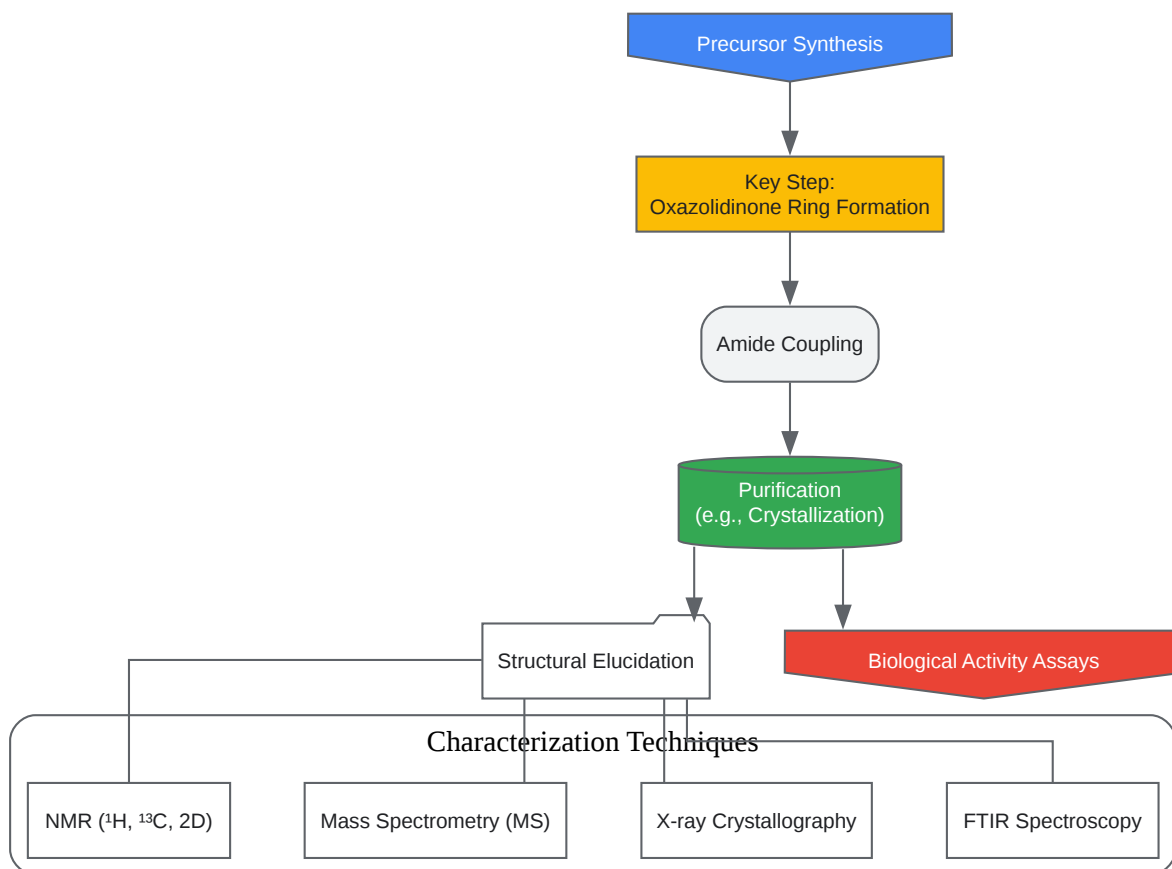 Precursor Synthesis
Key Step:
Oxazolidinone Ring Formation
Amide Coupling
Purification
(e.g., Crystallization)
Structural Elucidation
Biological Activity Assays
Characterization Techniques
NMR (¹H, ¹³C, 2D)
Mass Spectrometry (MS)
X-ray Crystallography
FTIR Spectroscopy